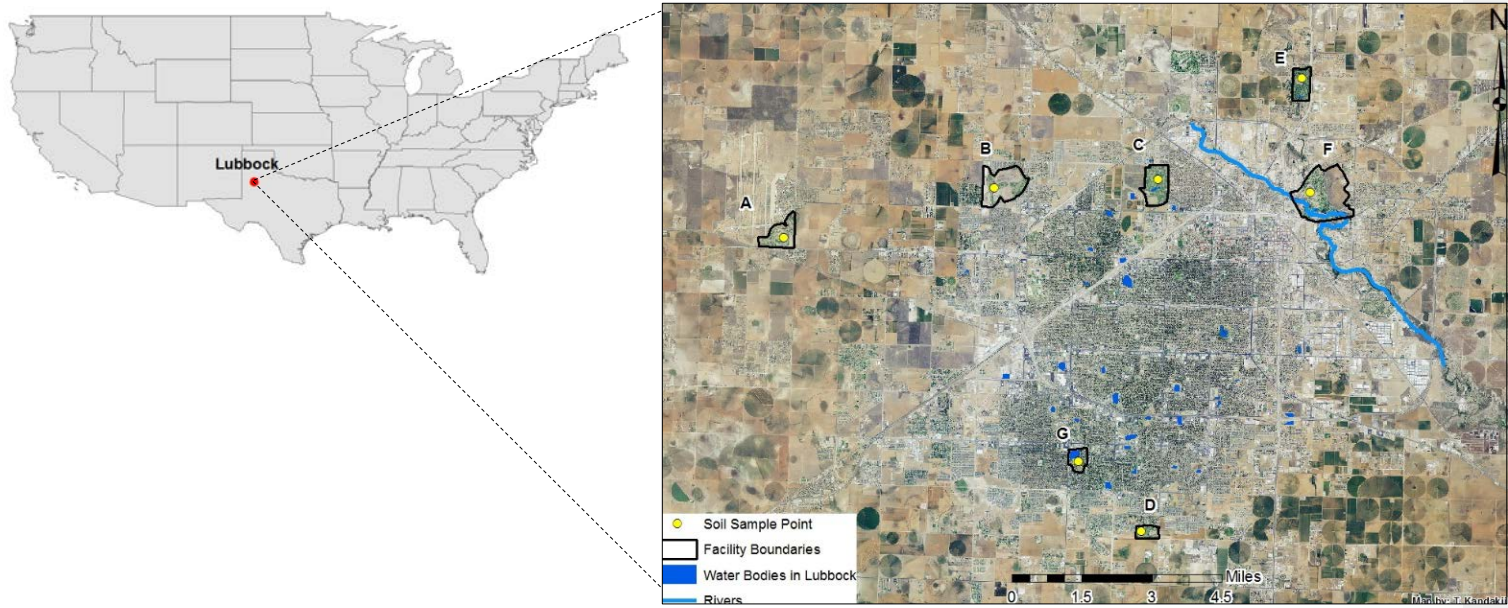 Lubbock
N
E
B
C
F
A
G
D
Soil Sample Point
Facility Boundaries
Water Bodies in Lubbock
Rivers
Miles
0 1.5 3 4.5
Map by: T. Kandakji